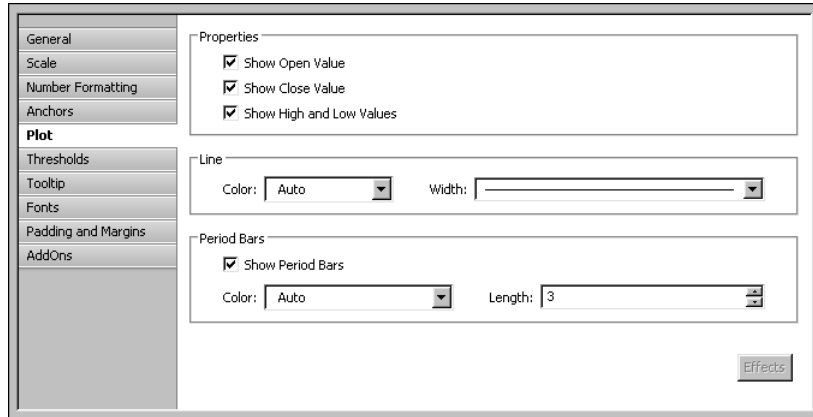 General
Scale
Number Formatting
Anchors
Plot
Thresholds
Tooltip
Fonts
Padding and Margins
AddOns
Properties
Show Open Value
Show Close Value
Show High and Low Values
Line
Color: Auto Width:
Period Bars
Show Period Bars
Color: Auto Length: 3
Effects